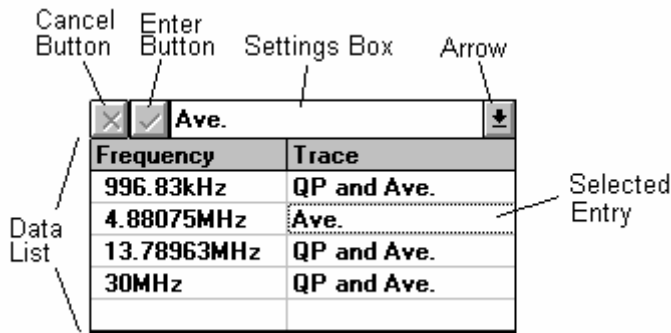 Cancel Button
Enter Button
Settings Box
Arrow
Ave.
Frequency Trace
996.83kHz QP and Ave.
4.88075MHz Ave.
13.78963MHz QP and Ave.
30MHz QP and Ave.
Selected Entry
Data List